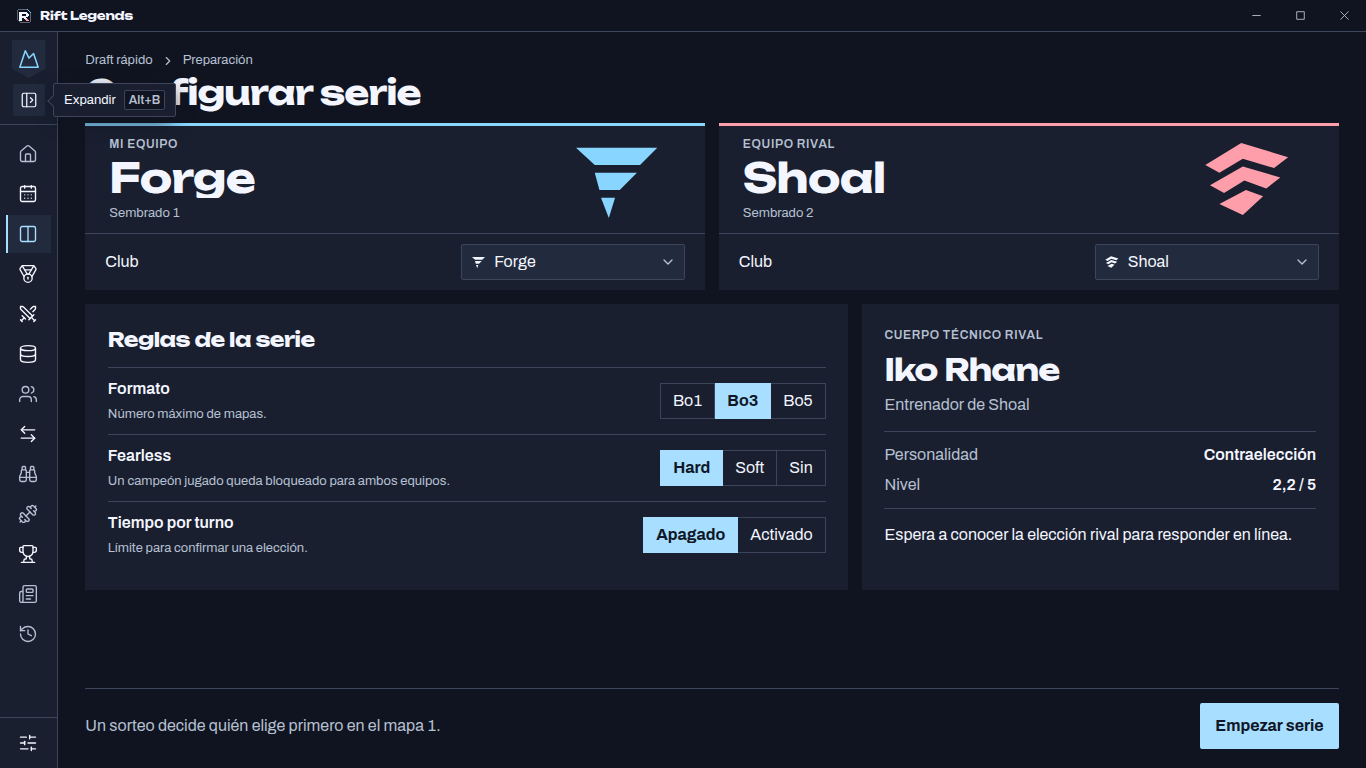 Rift Legends
Draft rápido
Preparación
figurar serie
Expandir Alt+B
MI EQUIPO
Forge
Sembrado 1
Club
Forge
EQUIPO RIVAL
Shoal
Sembrado 2
Club
Shoal
Reglas de la serie
Formato
Número máximo de mapas.
Bo1 Bo3 Bo5
Fearless
Un campeón jugado queda bloqueado para ambos equipos.
Hard Soft Sin
Tiempo por turno
Límite para confirmar una elección.
Apagado Activado
CUERPO TÉCNICO RIVAL
Iko Rhane
Entrenador de Shoal
Personalidad Contraelección
Nivel 2,2 / 5
Espera a conocer la elección rival para responder en línea.
Un sorteo decide quién elige primero en el mapa 1.
Empezar serie